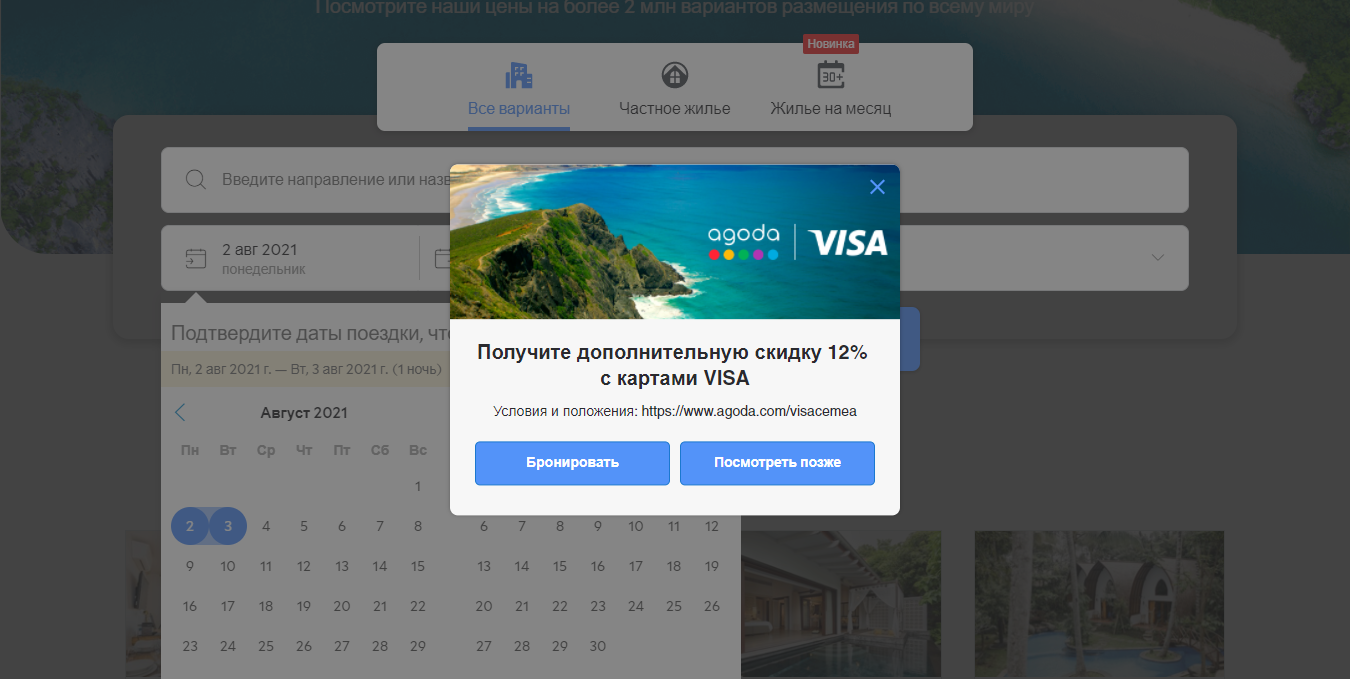 Посмотрите наши цены на более 2 млн вариантов размещения по всему миру
Новинка
30+
Все варианты
Частное жилье
Жилье на месяц
Введите направление или назв
2 авг 2021
понедельник
agoda VISA
Подтвердите даты поездки, чт
Пн, 2 авг 2021 г. — Вт, 3 авг 2021 г. (1 ночь)
Получите дополнительную скидку 12%
с картами VISA
Условия и положения: https://www.agoda.com/visacemea
Бронировать
Посмотреть позже
Август 2021
Пн Вт Ср Чт Пт Сб Вс
1
2 3 4 5 6 7 8
9 10 11 12 13 14 15
16 17 18 19 20 21 22
23 24 25 26 27 28 29
6 7 8 9 10 11 12
13 14 15 16 17 18 19
20 21 22 23 24 25 26
27 28 29 30